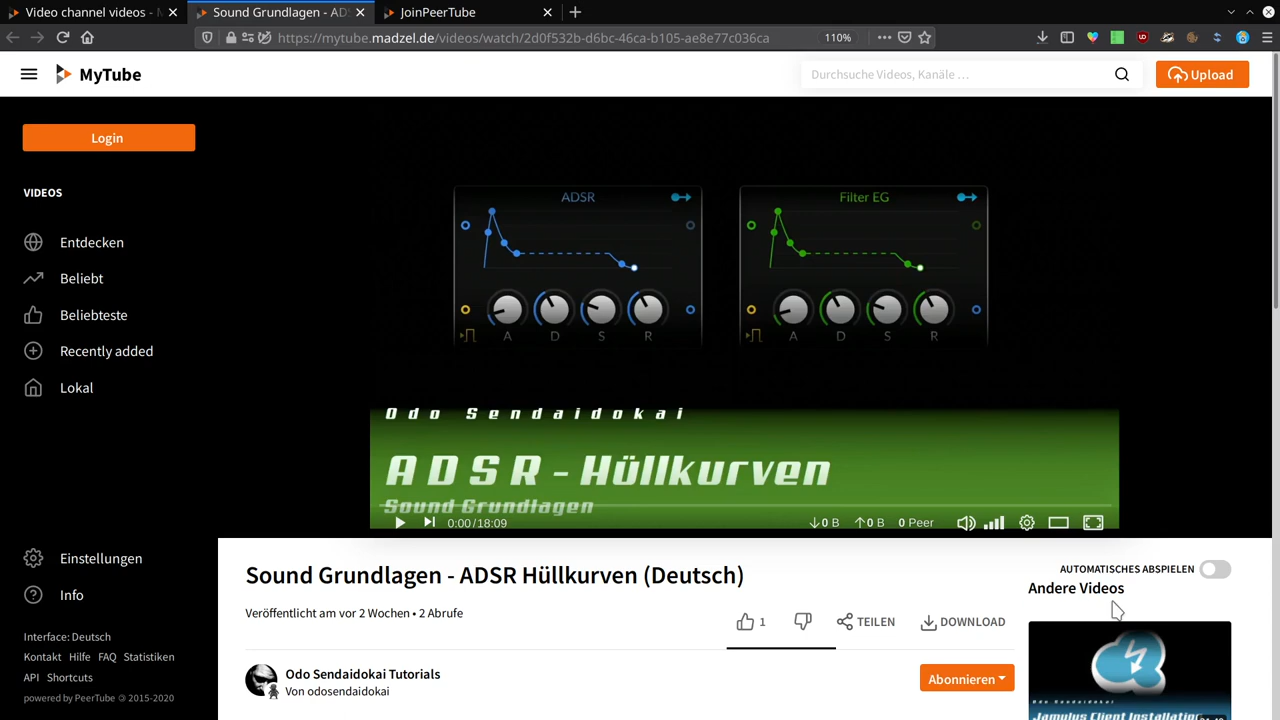 Video channel videos - M
Sound Grundlagen - ADS
JoinPeerTube
https://mytube.madzel.de/videos/watch/2d0f532b-d6bc-46ca-b105-ae8e77c036ca
110%
MyTube
Durchsuche Videos, Kanäle …
Upload
Login
VIDEOS
Entdecken
Beliebt
Beliebteste
Recently added
Lokal
Einstellungen
Info
Interface: Deutsch
Kontakt Hilfe FAQ Statistiken
API Shortcuts
powered by PeerTube 2015-2020
ADSR
A D S R
Filter EG
A D S R
Odo Sendaidokai
ADSR - Hüllkurven
Sound Grundlagen
0:00 / 18:09
0 B
0 B
0 Peer
Sound Grundlagen - ADSR Hüllkurven (Deutsch)
Veröffentlicht am vor 2 Wochen • 2 Abrufe
1
TEILEN
DOWNLOAD
Odo Sendaidokai Tutorials
Von odosendaidokai
Abonnieren
AUTOMATISCHES ABSPIELEN
Andere Videos
Odo Sendaidokai
Jamulus Client Installation